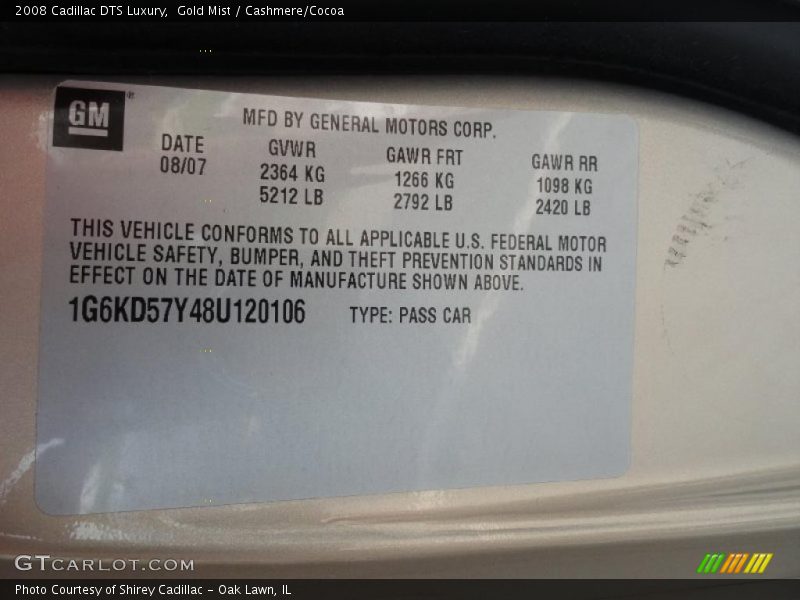 2008 Cadillac DTS Luxury, Gold Mist / Cashmere/Cocoa
GM
MFD BY GENERAL MOTORS CORP.
DATE GVWR GAWR FRT GAWR RR
08/07 2364 KG 1266 KG 1098 KG
5212 LB 2792 LB 2420 LB
THIS VEHICLE CONFORMS TO ALL APPLICABLE U.S. FEDERAL MOTOR
VEHICLE SAFETY, BUMPER, AND THEFT PREVENTION STANDARDS IN
EFFECT ON THE DATE OF MANUFACTURE SHOWN ABOVE.
1G6KD57Y48U120106 TYPE: PASS CAR
GTCARLOT.COM
Photo Courtesy of Shirey Cadillac - Oak Lawn, IL